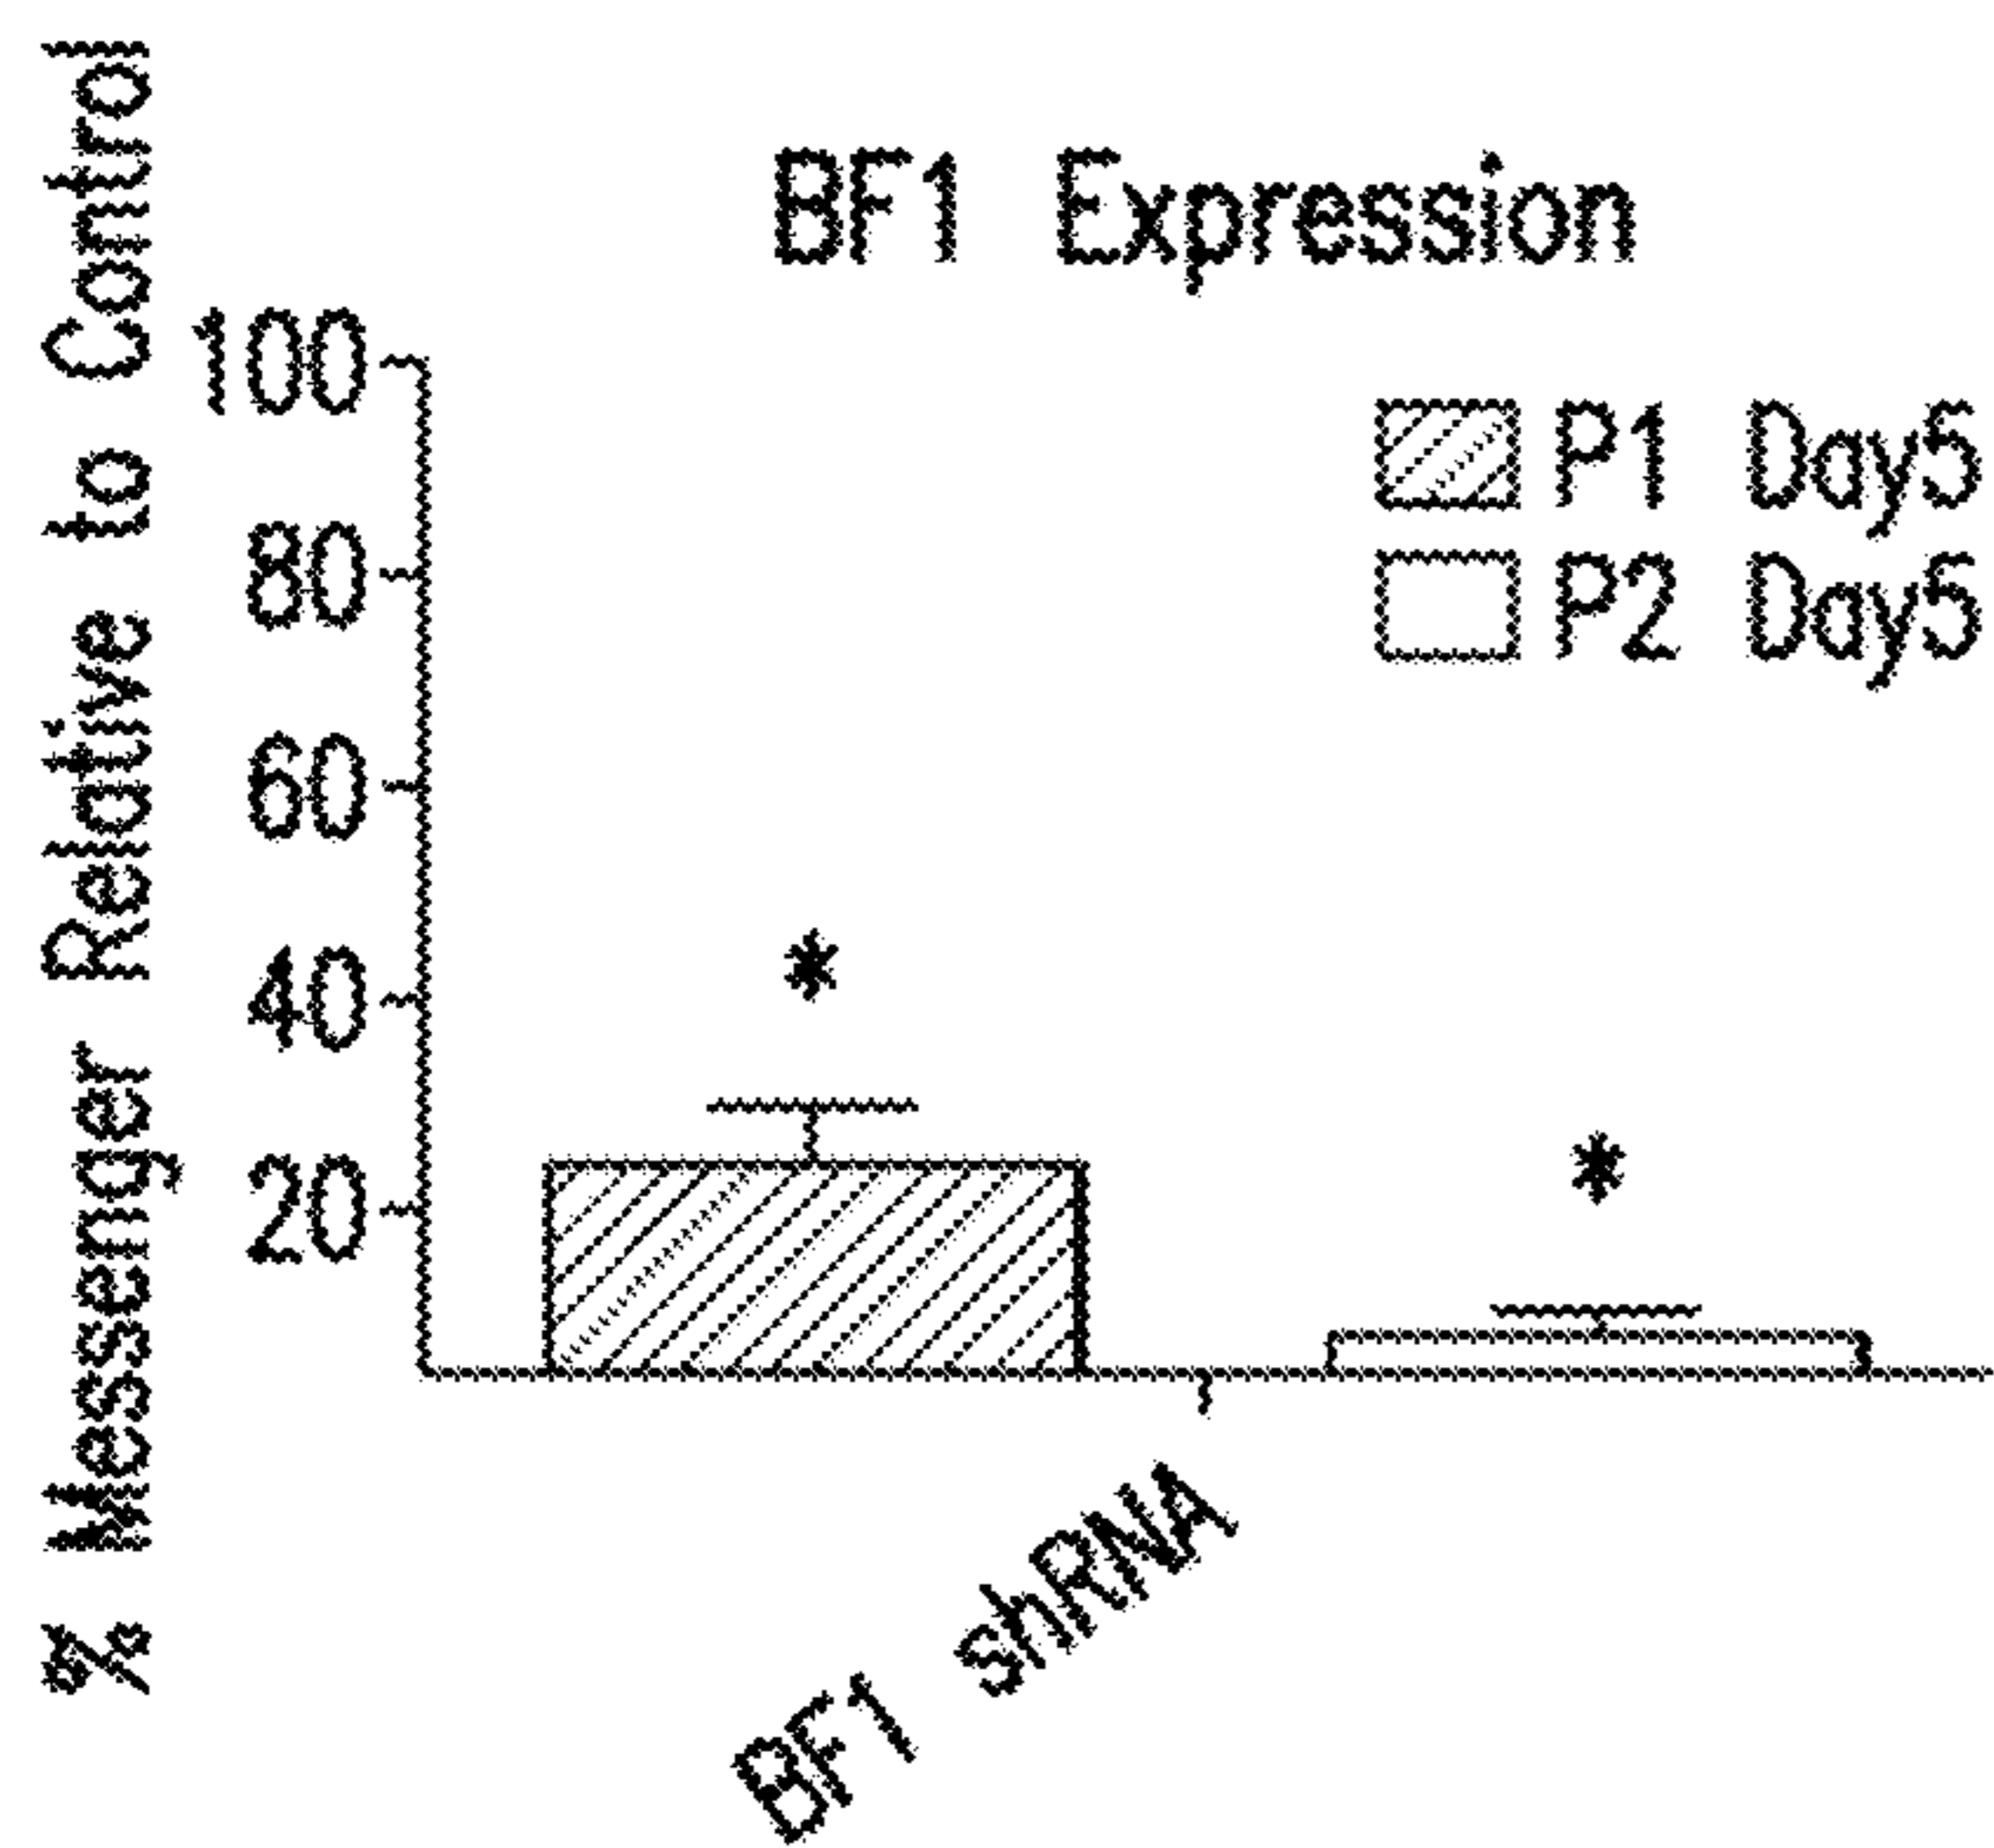 % Messenger Relative to Control
BF1 Expression
100
80
60
40
20
P1 Day5
P2 Day5
*
*
BF1 shRNA